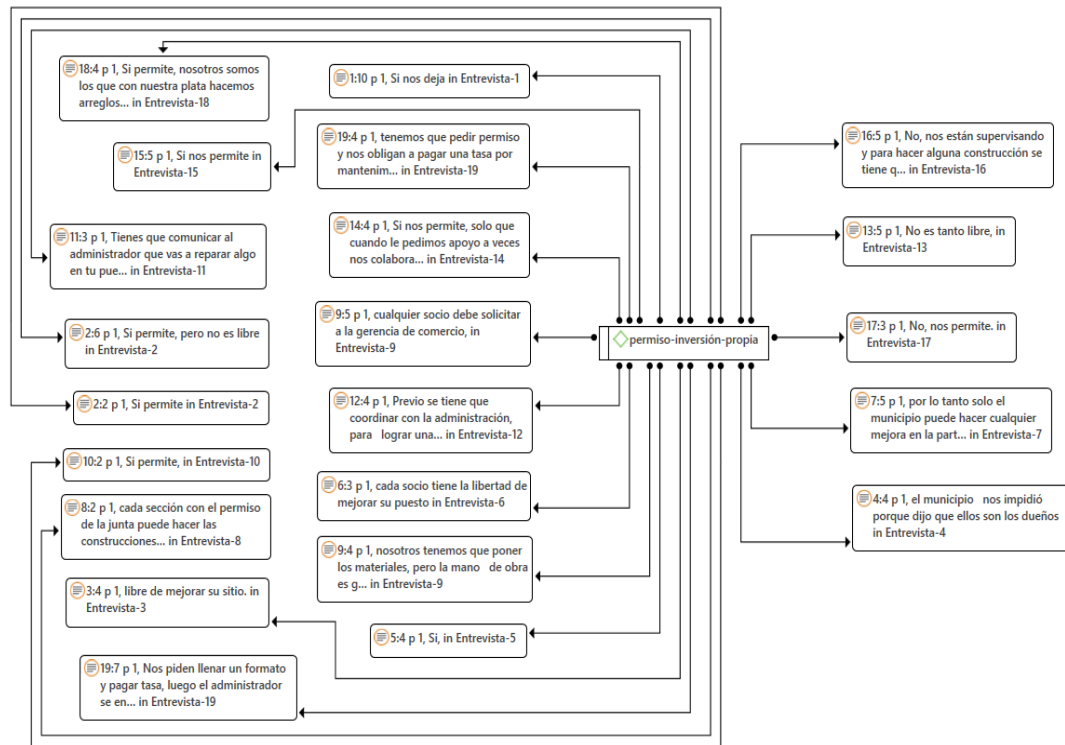 18:4 p 1, Si permite, nosotros somos
los que con nuestra plata hacemos
arreglos... in Entrevista-18
15:5 p 1, Si nos permite in
Entrevista-15
11:3 p 1, Tienes que comunicar al
administrador que vas a reparar algo
en tu pue... in Entrevista-11
2:6 p 1, Si permite, pero no es libre
in Entrevista-2
2:2 p 1, Si permite in Entrevista-2
10:2 p 1, Si permite, in Entrevista-10
8:2 p 1, cada sección con el permiso
de la junta puede hacer las
construcciones... in Entrevista-8
3:4 p 1, libre de mejorar su sitio. in
Entrevista-3
19:7 p 1, Nos piden llenar un formato
y pagar tasa, luego el administrador
se en... in Entrevista-19
1:10 p 1, Si nos deja in Entrevista-1
19:4 p 1, tenemos que pedir permiso
y nos obligan a pagar una tasa por
mantenim... in Entrevista-19
14:4 p 1, Si nos permite, solo que
cuando le pedimos apoyo a veces
nos colabora... in Entrevista-14
9:5 p 1, cualquier socio debe solicitar
a la gerencia de comercio, in
Entrevista-9
12:4 p 1, Previo se tiene que
coordinar con la administración,
para lograr una... in Entrevista-12
6:3 p 1, cada socio tiene la libertad de
mejorar su puesto in Entrevista-6
9:4 p 1, nosotros tenemos que poner
los materiales, pero la mano de obra
es g... in Entrevista-9
5:4 p 1, Si, in Entrevista-5
permiso-inversión-propia
16:5 p 1, No, nos están supervisando
y para hacer alguna construcción se
tiene q... in Entrevista-16
13:5 p 1, No es tanto libre, in
Entrevista-13
17:3 p 1, No, nos permite. in
Entrevista-17
7:5 p 1, por lo tanto solo el
municipio puede hacer cualquier
mejora en la part... in Entrevista-7
4:4 p 1, el municipio nos impidió
porque dijo que ellos son los dueños
in Entrevista-4